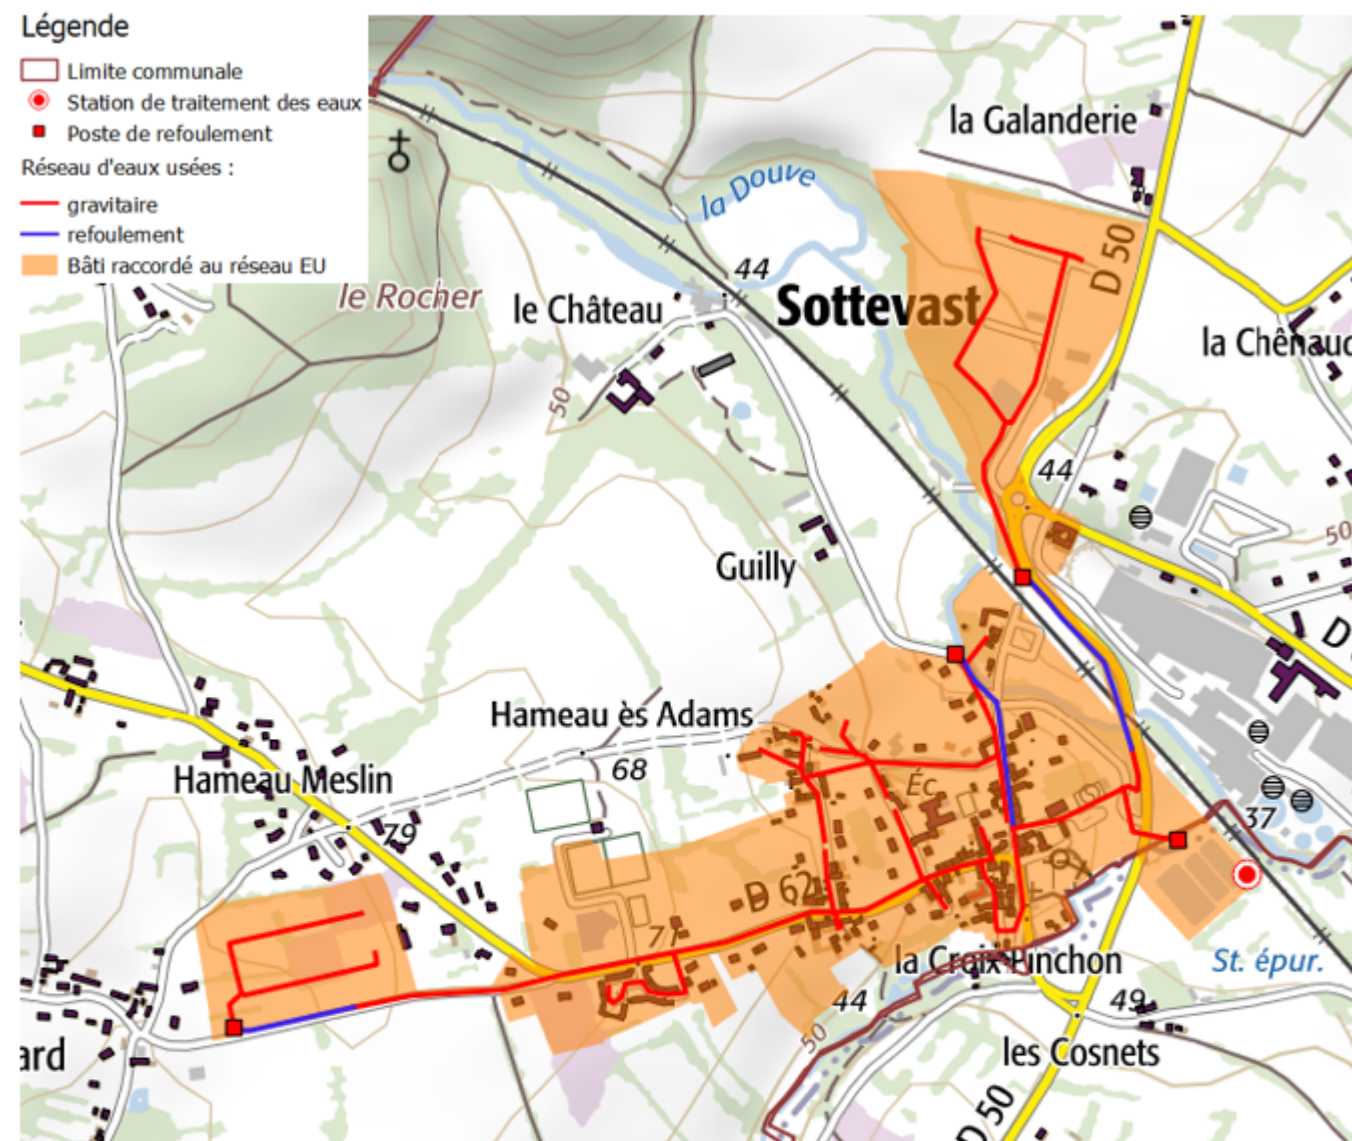 Légende
Limite communale
Station de traitement des eaux
Poste de refoulement
Réseau d'eaux usées :
gravitaire
refoulement
Bâti raccordé au réseau EU
la Galanderie
la Douve
D 50
44
le Rocher
le Château
Sottevast
la Chênaud
50
44
50
Guilly
D
Hameau ès Adams
68
Hameau Meslin
79
Éc.
37
D 62
71
la Croix Pinchon
St. épur.
44
49
50
ard
les Cosnets
D 50